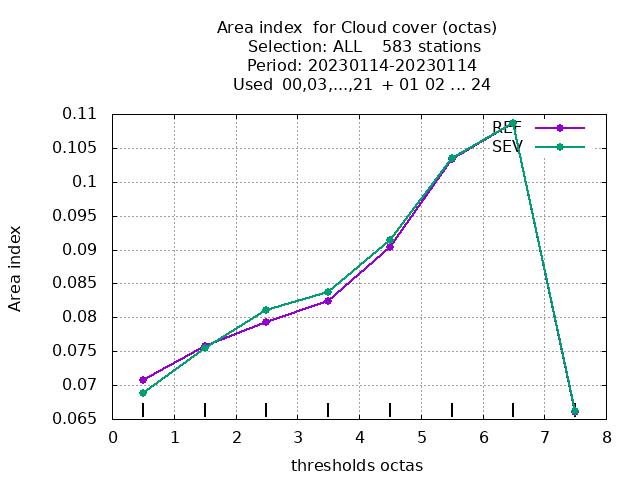 Area index  for Cloud cover (octas)
Selection: ALL    583 stations
Period: 20230114-20230114
Used  00,03,...,21  + 01 02 ... 24
0.11
REF
SEV
0.105
0.1
0.095
0.09
0.085
0.08
0.075
0.07
0.065
Area index
0 1 2 3 4 5 6 7 8
thresholds octas